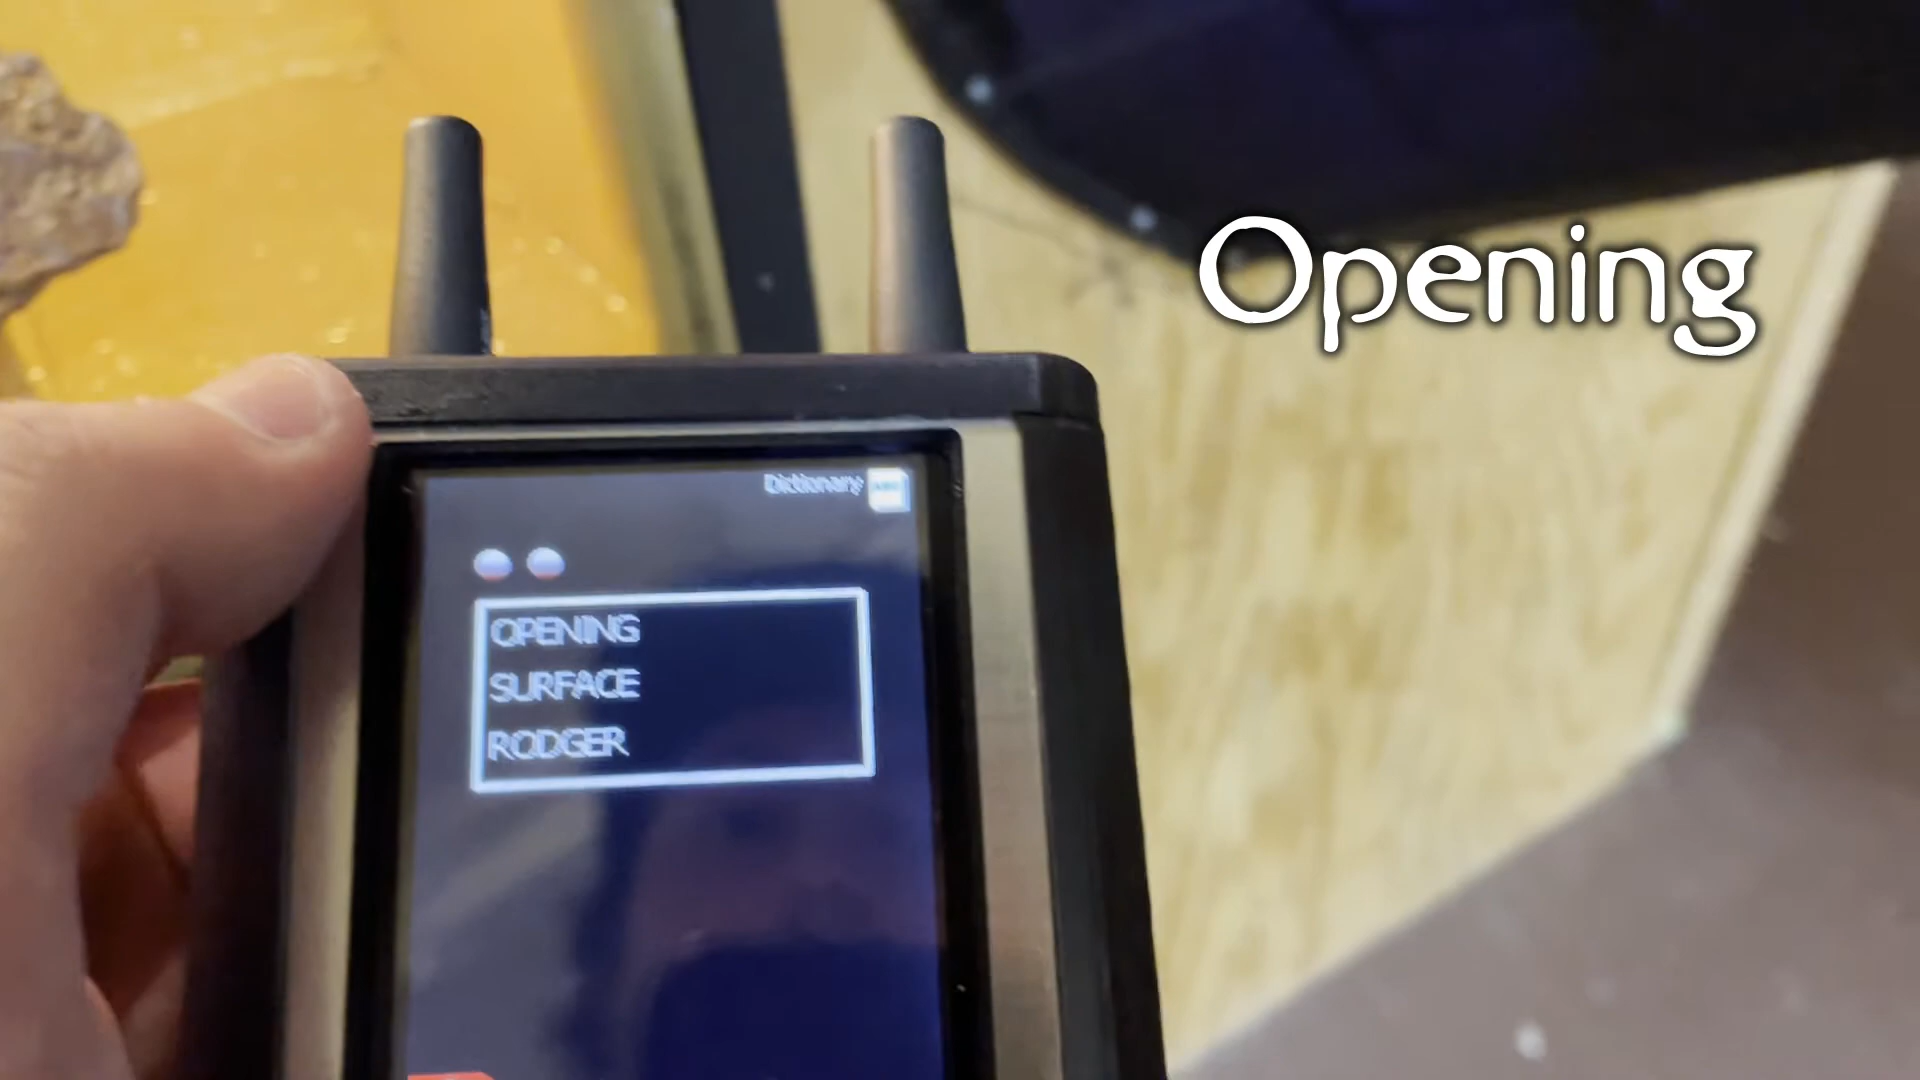 Opening
Dictionary
OPENING
SURFACE
RODGER